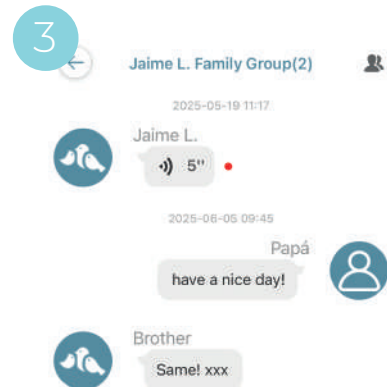 3
Jaime L. Family Group(2)
2025-05-19 11:17
Jaime L.
5"
2025-06-05 09:45
Papá
have a nice day!
Brother
Same! xxx